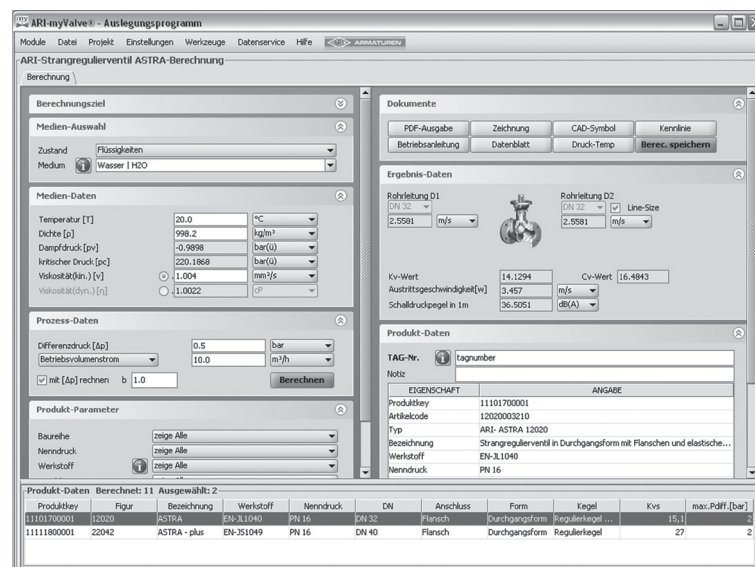 ARI-myValve® - Auslegungsprogramm
Module Datei Projekt Einstellungen Werkzeuge Datenservice Hilfe ARI ARMATUREN
ARI-Strangregulierventil ASTRA-Berechnung
Berechnung
Berechnungsziel
Medien-Auswahl
Zustand Flüssigkeiten
Medium Wasser | H2O
Medien-Daten
Temperatur [T] 20.0 °C
Dichte [ρ] 998.2 kg/m³
Dampfdruck [pv] -0.9898 bar(ü)
kritischer Druck [pc] 220.1868 bar(ü)
Viskosität(kin.) [v] 1.004 mm²/s
Viskosität(dyn.) [η] 1.0022 cP
Prozess-Daten
Differenzdruck [Δp] 0.5 bar
Betriebsvolumenstrom 10.0 m³/h
mit [Δp] rechnen b 1.0 Berechnen
Produkt-Parameter
Baureihe zeige Alle
Nenndruck zeige Alle
Werkstoff zeige Alle
Dokumente
PDF-Ausgabe Zeichnung CAD-Symbol Kennlinie
Betriebsanleitung Datenblatt Druck-Temp Berec. speichern
Ergebnis-Daten
Rohrleitung D1 Rohrleitung D2
DN 32 DN 32 Line-Size
2.5581 m/s 2.5581 m/s
Kv-Wert 14.1294 Cv-Wert 16.4843
Austrittsgeschwindigkeit[w] 3.457 m/s
Schalldruckpegel in 1m 36.5051 dB(A)
Produkt-Daten
TAG-Nr. tagnumber
Notiz
EIGENSCHAFT ANGABE
Produktkey 11101700001
Artikelcode 12020003210
Typ ARI- ASTRA 12020
Bezeichnung Strangregulierventil in Durchgangsform mit Flanschen und elastische...
Werkstoff EN-JL1040
Nenndruck PN 16
Produkt-Daten Berechnet: 11 Ausgewählt: 2
Produktkey Figur Bezeichnung Werkstoff Nenndruck DN Anschluss Form Kegel Kvs max.Pdiff.[bar]
11101700001 12020 ASTRA EN-JL1040 PN 16 DN 32 Flansch Durchgangsform Regulierkegel ... 15,1 2
11111800001 22042 ASTRA - plus EN-JS1049 PN 16 DN 40 Flansch Durchgangsform Regulierkegel 27 2